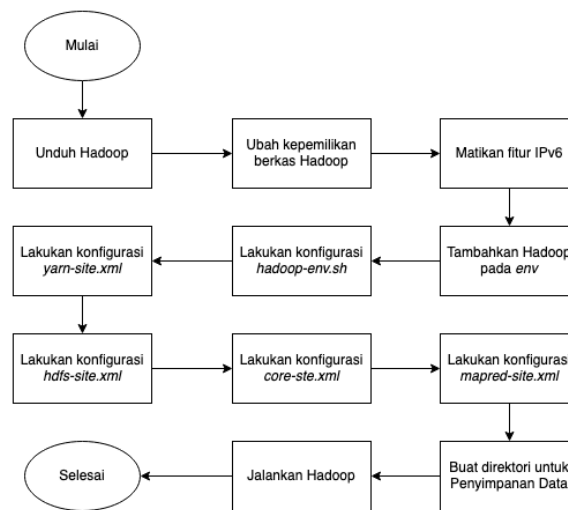 Mulai
Unduh Hadoop
Ubah kepemilikan
berkas Hadoop
Matikan fitur IPv6
Tambahkan Hadoop
pada env
Lakukan konfigurasi
hadoop-env.sh
Lakukan konfigurasi
yarn-site.xml
Lakukan konfigurasi
hdfs-site.xml
Lakukan konfigurasi
core-ste.xml
Lakukan konfigurasi
mapred-site.xml
Buat direktori untuk
Penyimpanan Data
Jalankan Hadoop
Selesai